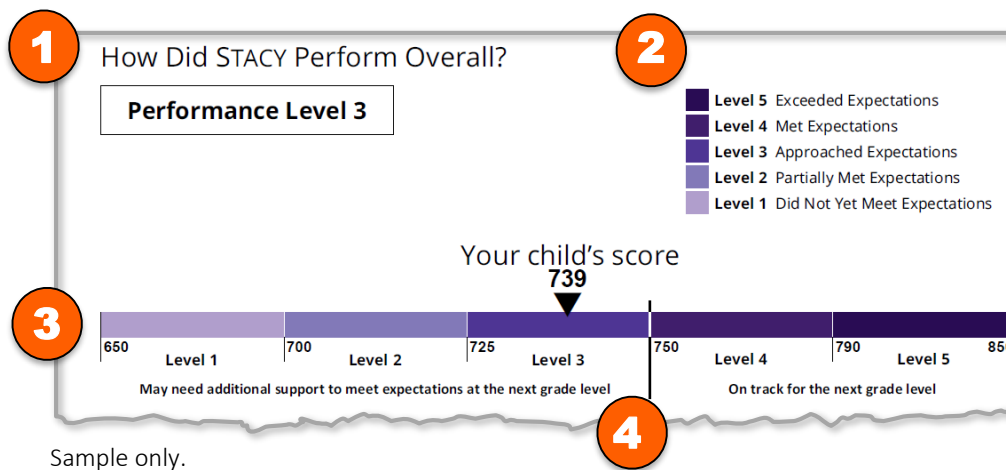 1
How Did STACY Perform Overall?
Performance Level 3
2
Level 5 Exceeded Expectations
Level 4 Met Expectations
Level 3 Approached Expectations
Level 2 Partially Met Expectations
Level 1 Did Not Yet Meet Expectations
Your child's score
739
3
650 700 725 750 790
Level 1 Level 2 Level 3 Level 4 Level 5
May need additional support to meet expectations at the next grade level On track for the next grade level
4
Sample only.